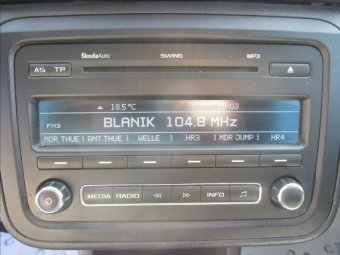 ŠkodaAuto SWING MP3
AS TP
18.5°C 10:03
FM3 BLANIK 104.8 MHz
MDR THUE ANT.THUE WELLE HR3 MDR JUMP HR4
MEDIA RADIO INFO